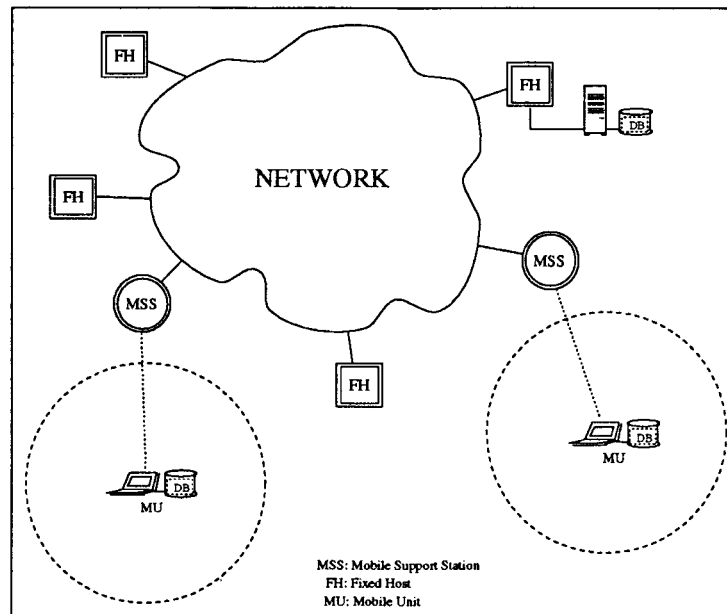 FH
FH
DB
NETWORK
FH
MSS
MSS
FH
DB
MU
DB
MU
MSS: Mobile Support Station
FH: Fixed Host
MU: Mobile Unit